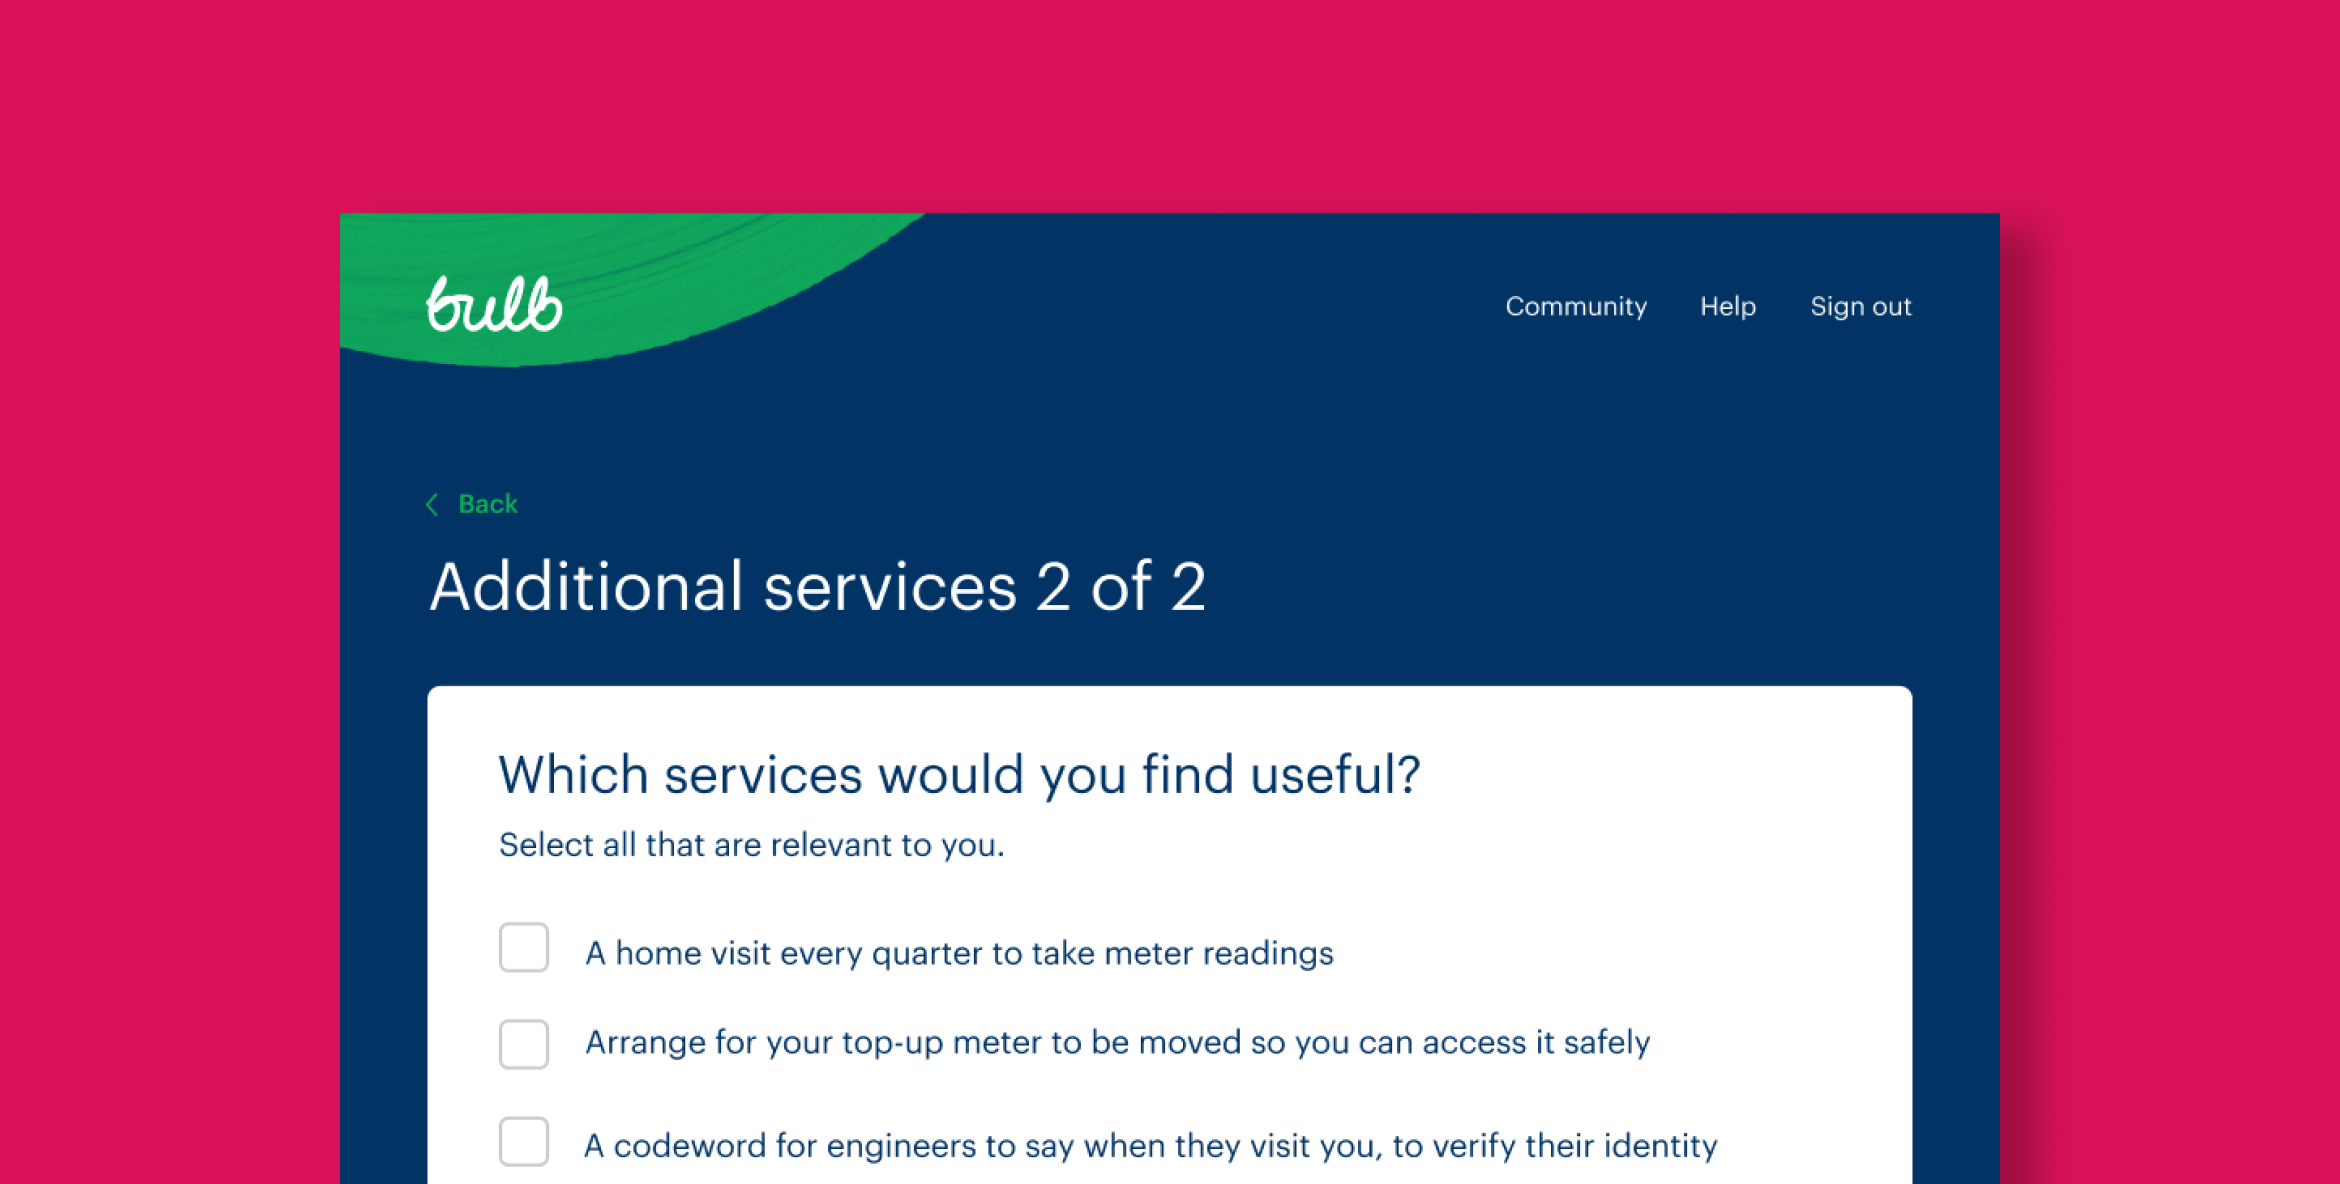 bulb
Community Help Sign out
Back
Additional services 2 of 2
Which services would you find useful?
Select all that are relevant to you.
A home visit every quarter to take meter readings
Arrange for your top-up meter to be moved so you can access it safely
A codeword for engineers to say when they visit you, to verify their identity